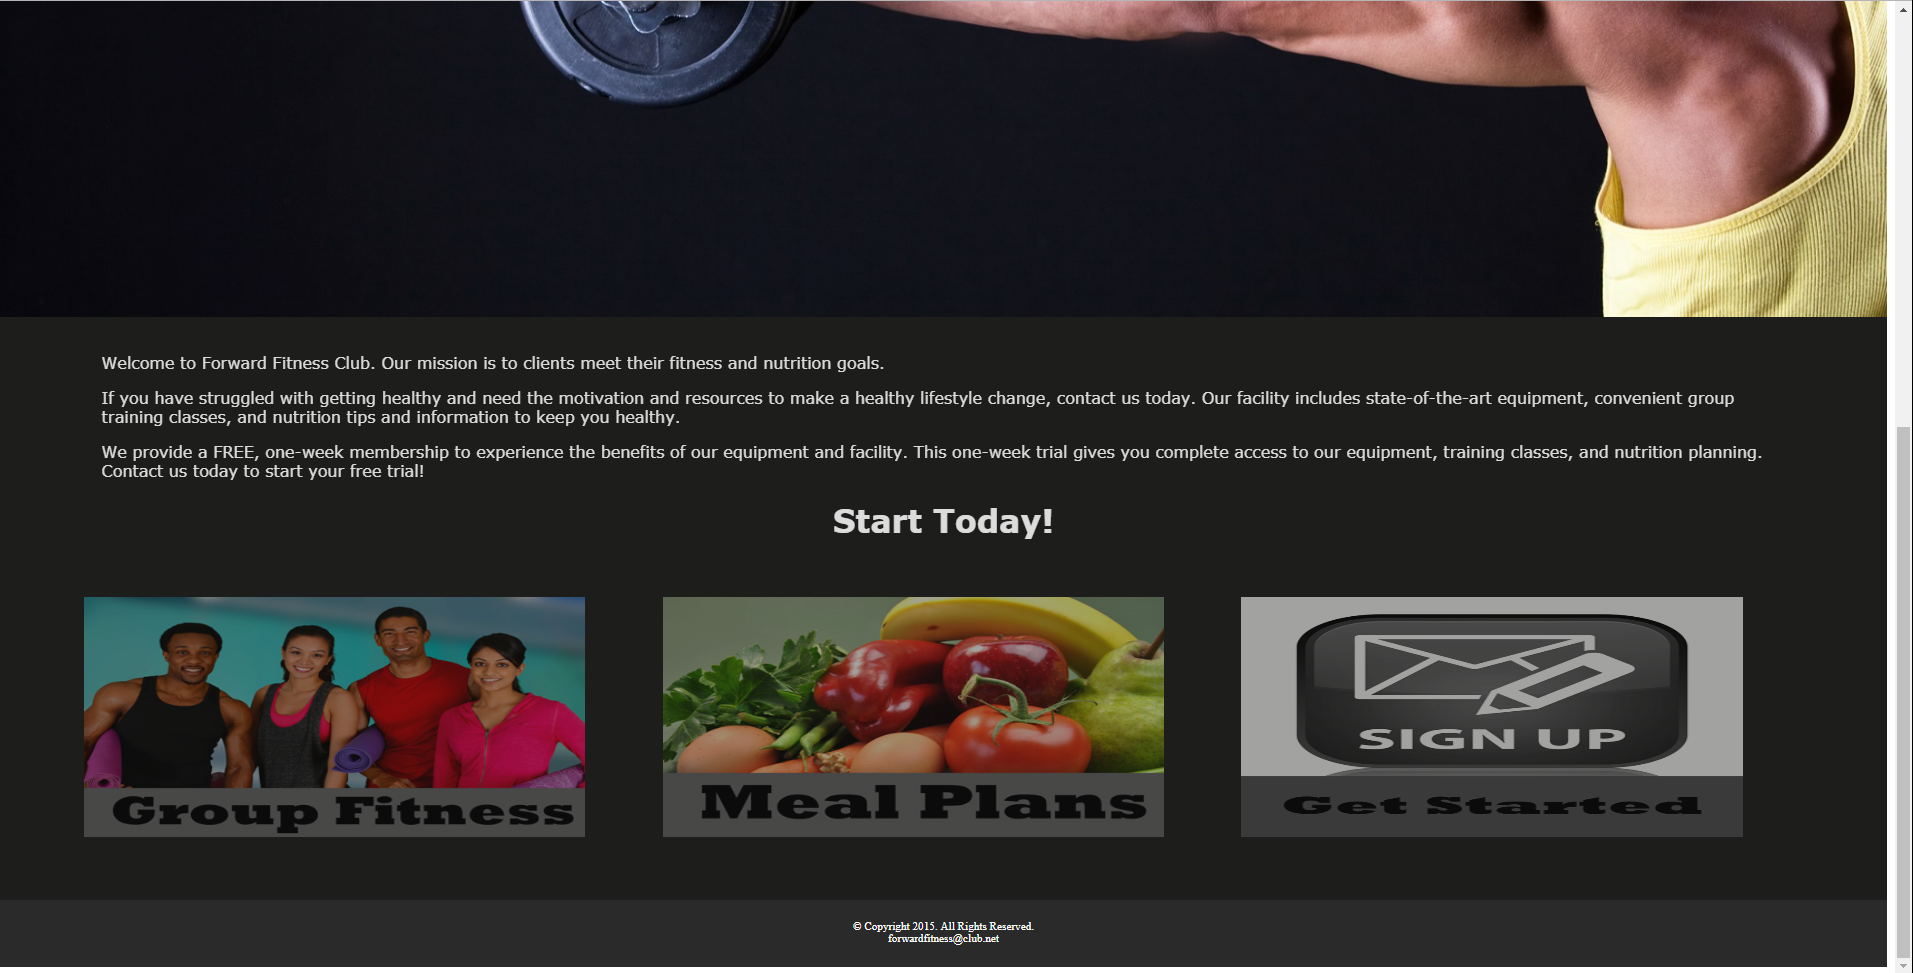 Welcome to Forward Fitness Club. Our mission is to clients meet their fitness and nutrition goals.
If you have struggled with getting healthy and need the motivation and resources to make a healthy lifestyle change, contact us today. Our facility includes state-of-the-art equipment, convenient group
training classes, and nutrition tips and information to keep you healthy.
We provide a FREE, one-week membership to experience the benefits of our equipment and facility. This one-week trial gives you complete access to our equipment, training classes, and nutrition planning.
Contact us today to start your free trial!
Start Today!
SIGN UP
Group Fitness
Meal Plans
Get Started
© Copyright 2015. All Rights Reserved.
forwardfitness@club.net